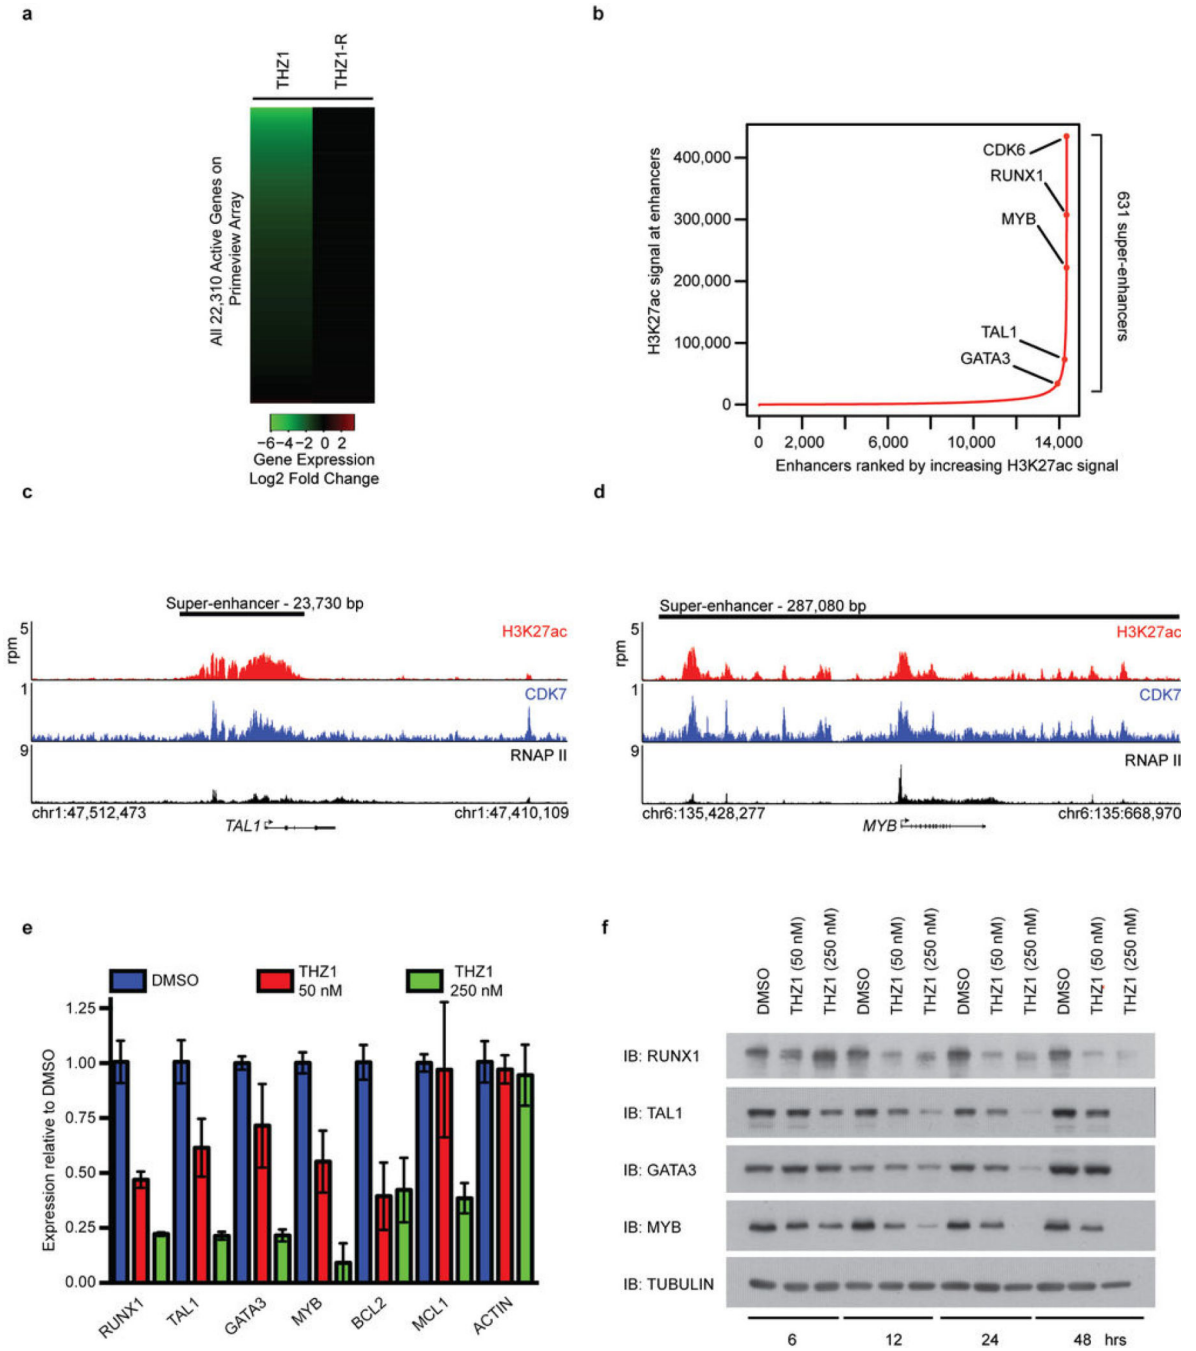 a
THZ1
THZ1-R
All 22,310 Active Genes on
Primeview Array
−6−4−2 0 2
Gene Expression
Log2 Fold Change
b
H3K27ac signal at enhancers
400,000
300,000
200,000
100,000
0
CDK6
RUNX1
MYB
TAL1
GATA3
631 super-enhancers
0 2,000 6,000 10,000 14,000
Enhancers ranked by increasing H3K27ac signal
c
Super-enhancer - 23,730 bp
rpm
5
H3K27ac
1
CDK7
9
RNAP II
chr1:47,512,473
chr1:47,410,109
TAL1
d
Super-enhancer - 287,080 bp
rpm
5
H3K27ac
1
CDK7
9
RNAP II
chr6:135,428,277
chr6:135:668,970
MYB
e
DMSO
THZ1
50 nM
THZ1
250 nM
Expression relative to DMSO
1.25
1.00
0.75
0.50
0.25
0.00
RUNX1
TAL1
GATA3
MYB
BCL2
MCL1
ACTIN
f
DMSO
THZ1 (50 nM)
THZ1 (250 nM)
DMSO
THZ1 (50 nM)
THZ1 (250 nM)
DMSO
THZ1 (50 nM)
THZ1 (250 nM)
DMSO
THZ1 (50 nM)
THZ1 (250 nM)
IB: RUNX1
IB: TAL1
IB: GATA3
IB: MYB
IB: TUBULIN
6 12 24 48 hrs